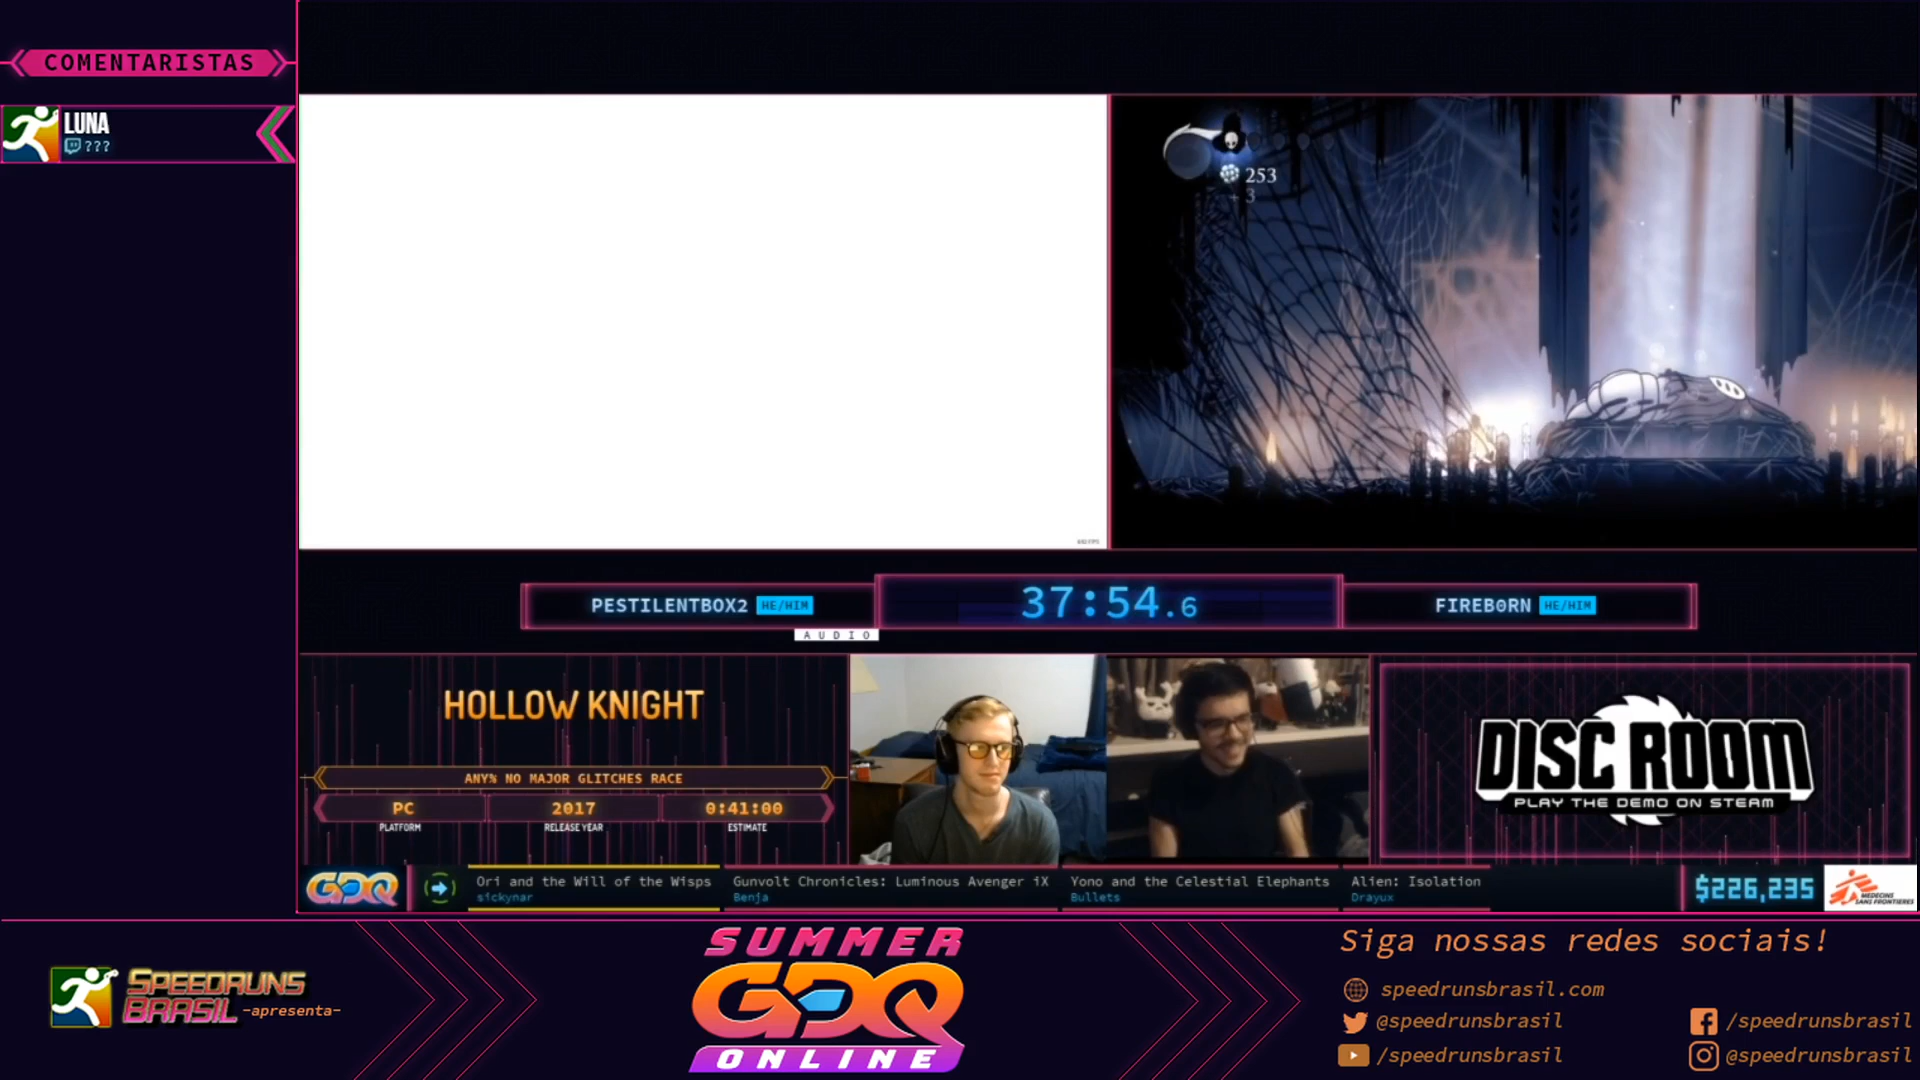 COMENTARISTAS
LUNA
???
253
+ 3
PESTILENTBOX2 HE/HIM
37:54.6
FIREB0RN HE/HIM
AUDIO
HOLLOW KNIGHT
ANY% NO MAJOR GLITCHES RACE
PC
PLATFORM
2017
RELEASE YEAR
0:41:00
ESTIMATE
DISC ROOM
PLAY THE DEMO ON STEAM
GDQ
Ori and the Will of the Wisps
sickynar
Gunvolt Chronicles: Luminous Avenger iX
Benja
Yono and the Celestial Elephants
Bullets
Alien: Isolation
Drayux
$226,235
MEDECINS
SANS FRONTIERES
SPEEDRUNS
BRASIL
-apresenta-
SUMMER
GDQ
ONLINE
Siga nossas redes sociais!
speedrunsbrasil.com
@speedrunsbrasil
/speedrunsbrasil
/speedrunsbrasil
@speedrunsbrasil